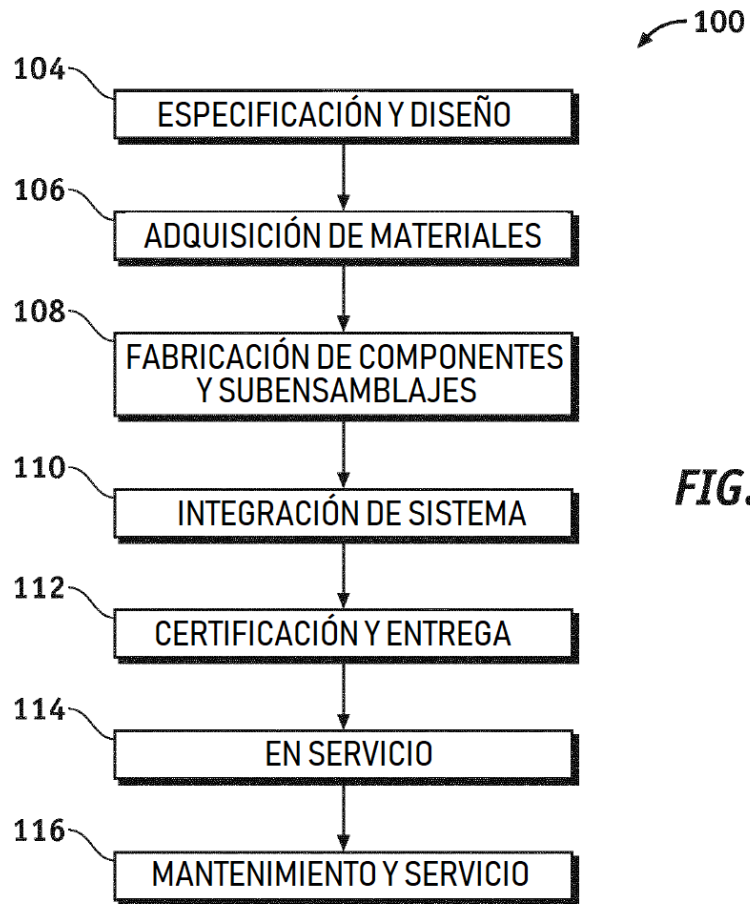 100
104
ESPECIFICACIÓN Y DISEÑO
106
ADQUISICIÓN DE MATERIALES
108
FABRICACIÓN DE COMPONENTES
Y SUBENSAMBLAJES
110
INTEGRACIÓN DE SISTEMA
FIG.
112
CERTIFICACIÓN Y ENTREGA
114
EN SERVICIO
116
MANTENIMIENTO Y SERVICIO